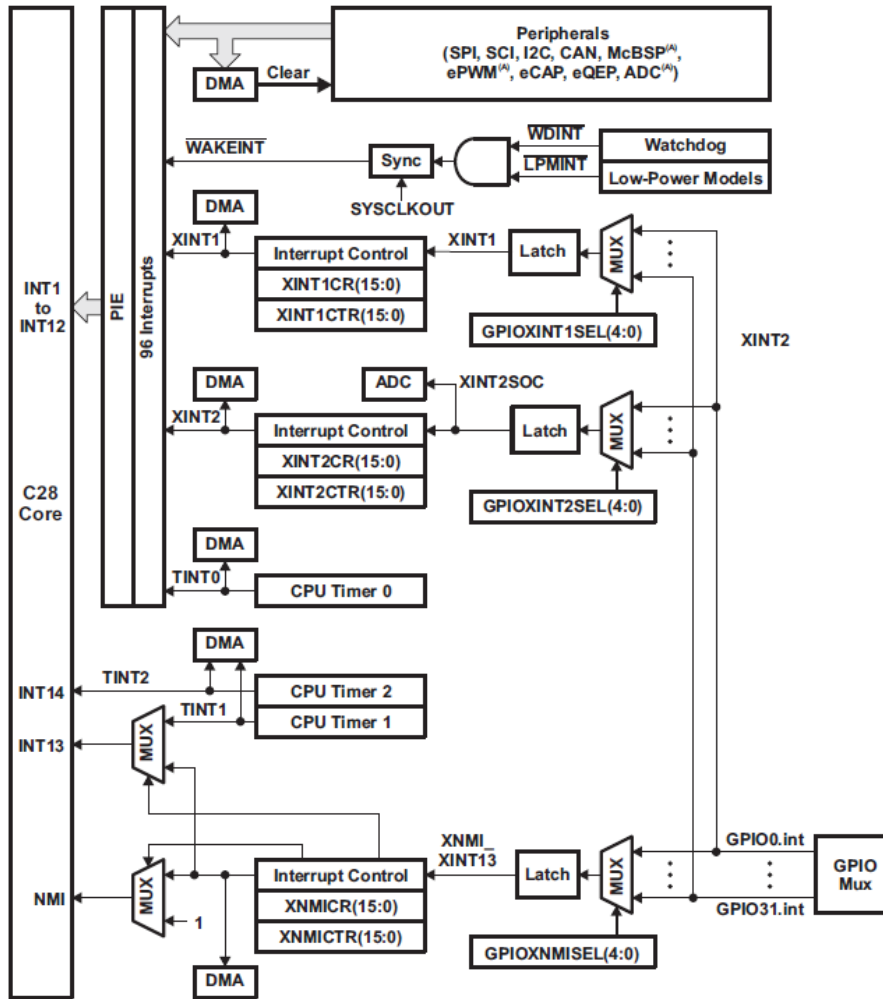 Peripherals
(SPI, SCI, I2C, CAN, McBSP(A),
ePWM(A), eCAP, eQEP, ADC(A))
DMA
Clear
WAKEINT
Sync
SYSCLKOUT
WDINT
LPMINT
Watchdog
Low-Power Models
DMA
XINT1
Interrupt Control
XINT1CR(15:0)
XINT1CTR(15:0)
XINT1
Latch
MUX
GPIOXINT1SEL(4:0)
XINT2
INT1
to
INT12
PIE
96 Interrupts
DMA
XINT2
ADC
XINT2SOC
Interrupt Control
XINT2CR(15:0)
XINT2CTR(15:0)
Latch
MUX
GPIOXINT2SEL(4:0)
C28
Core
DMA
TINT0
CPU Timer 0
DMA
INT14
TINT2
CPU Timer 2
TINT1
CPU Timer 1
INT13
MUX
XNMI_
XINT13
Interrupt Control
XNMICR(15:0)
XNMICTR(15:0)
Latch
MUX
GPIOXNMISEL(4:0)
GPIO0.int
GPIO31.int
GPIO
Mux
NMI
MUX
1
DMA